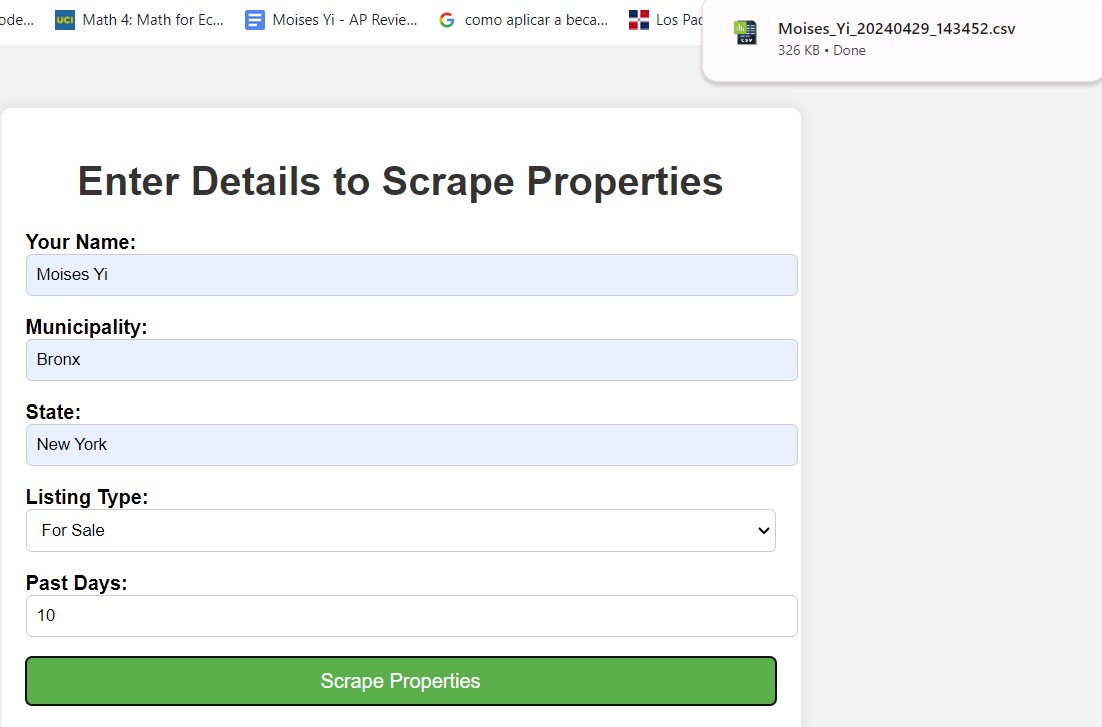 ode... UCI Math 4: Math for Ec... Moises Yi - AP Revie... como aplicar a beca... Los Pac
Moises_Yi_20240429_143452.csv
326 KB • Done
Enter Details to Scrape Properties
Your Name:
Moises Yi
Municipality:
Bronx
State:
New York
Listing Type:
For Sale
Past Days:
10
Scrape Properties